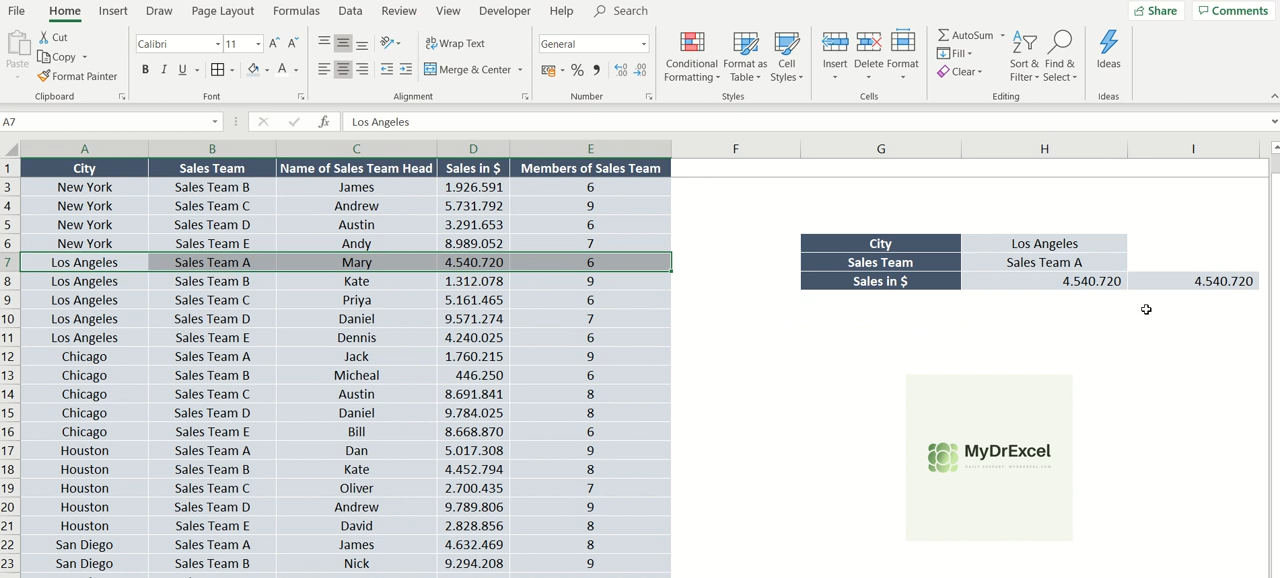 File Home Insert Draw Page Layout Formulas Data Review View Developer Help Search Share Comments
Paste Cut Copy Format Painter Clipboard
Calibri 11 B I U A Font
Wrap Text Merge & Center Alignment
General % Number
Conditional Formatting Format as Table Cell Styles Styles
Insert Delete Format Cells
AutoSum Fill Clear Sort & Filter Find & Select Editing
Ideas Ideas
A7 fx Los Angeles
A B C D E F G H I
1 City Sales Team Name of Sales Team Head Sales in $ Members of Sales Team
3 New York Sales Team B James 1.926.591 6
4 New York Sales Team C Andrew 5.731.792 9
5 New York Sales Team D Austin 3.291.653 6
6 New York Sales Team E Andy 8.989.052 7 City Los Angeles
7 Los Angeles Sales Team A Mary 4.540.720 6 Sales Team Sales Team A
8 Los Angeles Sales Team B Kate 1.312.078 9 Sales in $ 4.540.720 4.540.720
9 Los Angeles Sales Team C Priya 5.161.465 6
10 Los Angeles Sales Team D Daniel 9.571.274 7
11 Los Angeles Sales Team E Dennis 4.240.025 6
12 Chicago Sales Team A Jack 1.760.215 9
13 Chicago Sales Team B Micheal 446.250 6
14 Chicago Sales Team C Austin 8.691.841 8
15 Chicago Sales Team D Daniel 9.784.025 8
16 Chicago Sales Team E Bill 8.668.870 6
17 Houston Sales Team A Dan 5.017.308 9
18 Houston Sales Team B Kate 4.452.794 8
19 Houston Sales Team C Oliver 2.700.435 7
20 Houston Sales Team D Andrew 9.789.806 9
21 Houston Sales Team E David 2.828.856 8
22 San Diego Sales Team A James 4.632.469 8
23 San Diego Sales Team B Nick 9.294.208 9
MyDrExcel